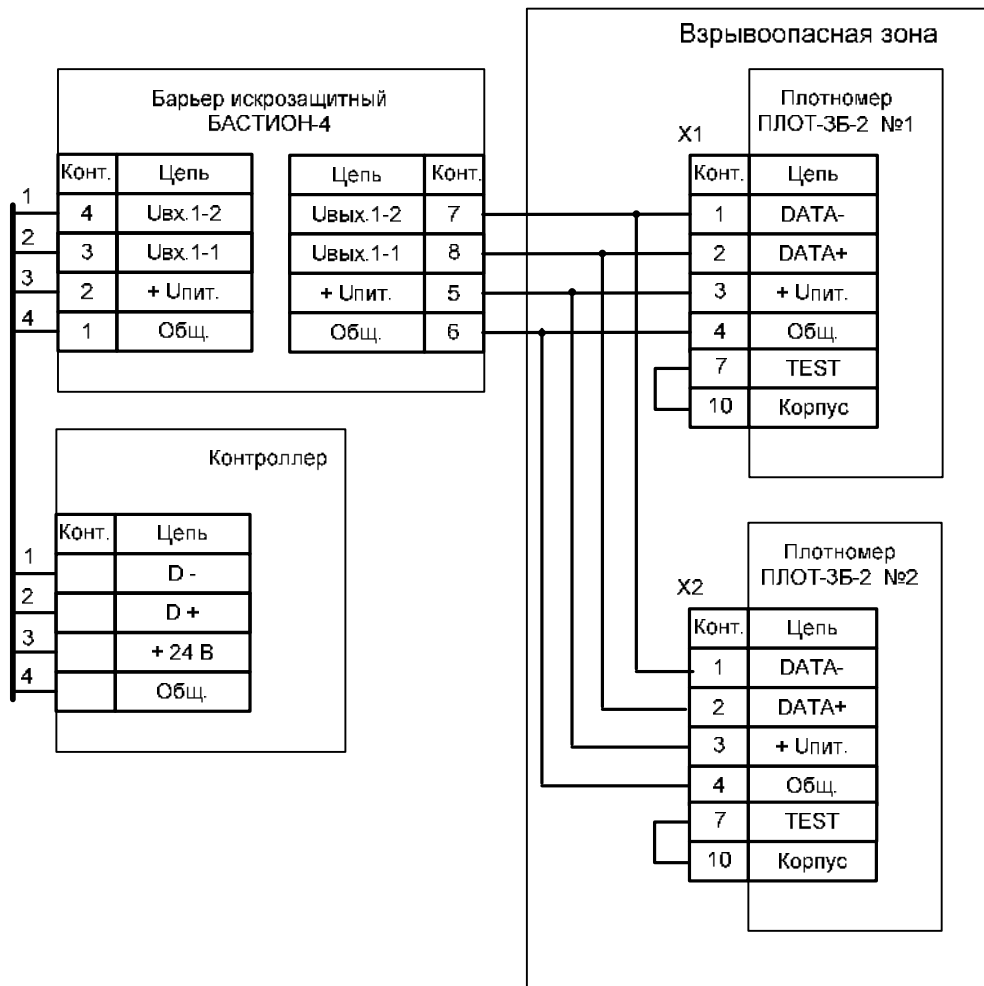 Взрывоопасная зона
Барьер искрозащитный
БАСТИОН-4
Конт. Цепь
1 4 Uвх.1-2
2 3 Uвх.1-1
3 2 + Uпит.
4 1 Общ.
Цепь Конт.
Uвых.1-2 7
Uвых.1-1 8
+ Uпит. 5
Общ. 6
Плотномер
ПЛОТ-3Б-2 №1
X1
Конт. Цепь
1 DATA-
2 DATA+
3 + Uпит.
4 Общ.
7 TEST
10 Корпус
Контроллер
Конт. Цепь
1 D -
2 D +
3 + 24 В
4 Общ.
Плотномер
ПЛОТ-3Б-2 №2
X2
Конт. Цепь
1 DATA-
2 DATA+
3 + Uпит.
4 Общ.
7 TEST
10 Корпус